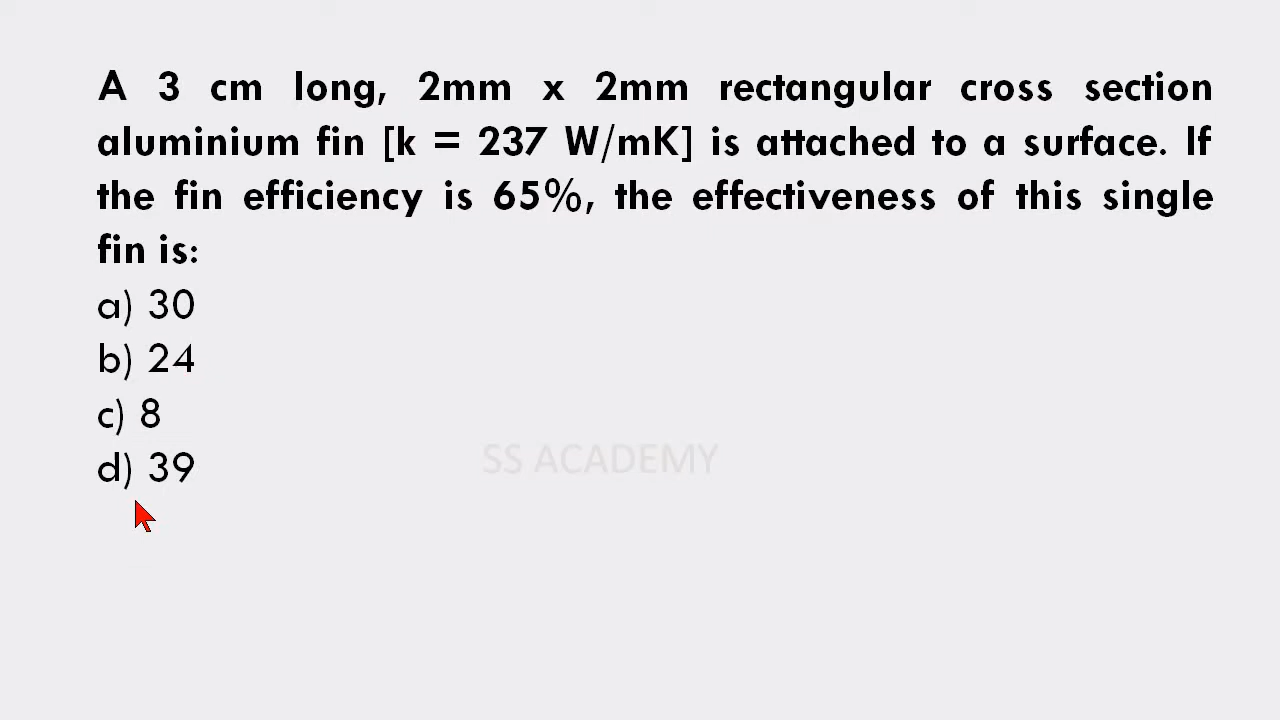 A 3 cm long, 2mm x 2mm rectangular cross section
aluminium fin [k = 237 W/mK] is attached to a surface. If
the fin efficiency is 65%, the effectiveness of this single
fin is:
a) 30
b) 24
c) 8
d) 39
SS ACADEMY